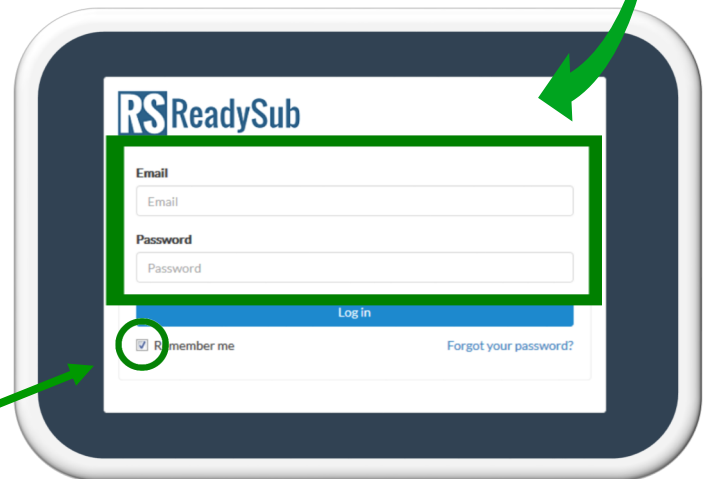 RS ReadySub
Email
Email
Password
Password
Log in
Remember me
Forgot your password?